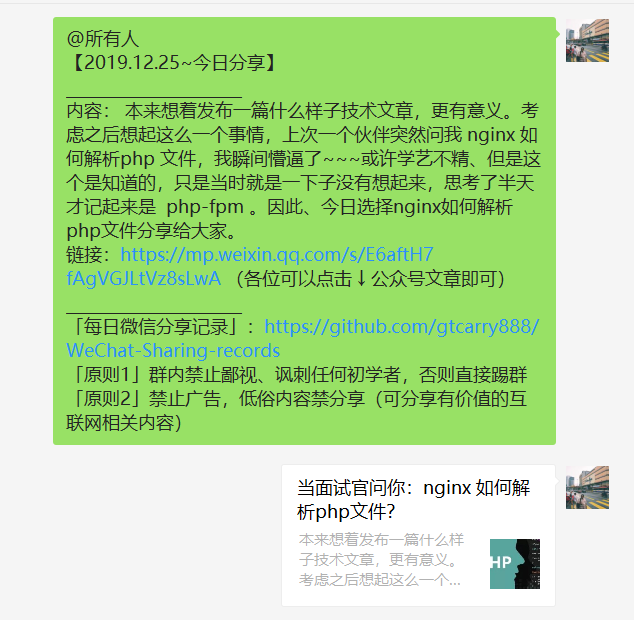 @所有人
【2019.12.25~今日分享】
____________________
内容： 本来想着发布一篇什么样子技术文章，更有意义。考
虑之后想起这么一个事情，上次一个伙伴突然问我 nginx 如
何解析php 文件，我瞬间懵逼了~~~或许学艺不精、但是这
个是知道的，只是当时就是一下子没有想起来，思考了半天
才记起来是  php-fpm 。因此、今日选择nginx如何解析
php文件分享给大家。
链接：https://mp.weixin.qq.com/s/E6aftH7
fAgVGJLtVz8sLwA （各位可以点击↓公众号文章即可）
____________________
「每日微信分享记录」：https://github.com/gtcarry888/
WeChat-Sharing-records
「原则1」群内禁止鄙视、讽刺任何初学者，否则直接踢群
「原则2」禁止广告，低俗内容禁分享（可分享有价值的互
联网相关内容）
当面试官问你：nginx 如何解
析php文件?
本来想着发布一篇什么样
子技术文章，更有意义。
考虑之后想起这么一个...
HP